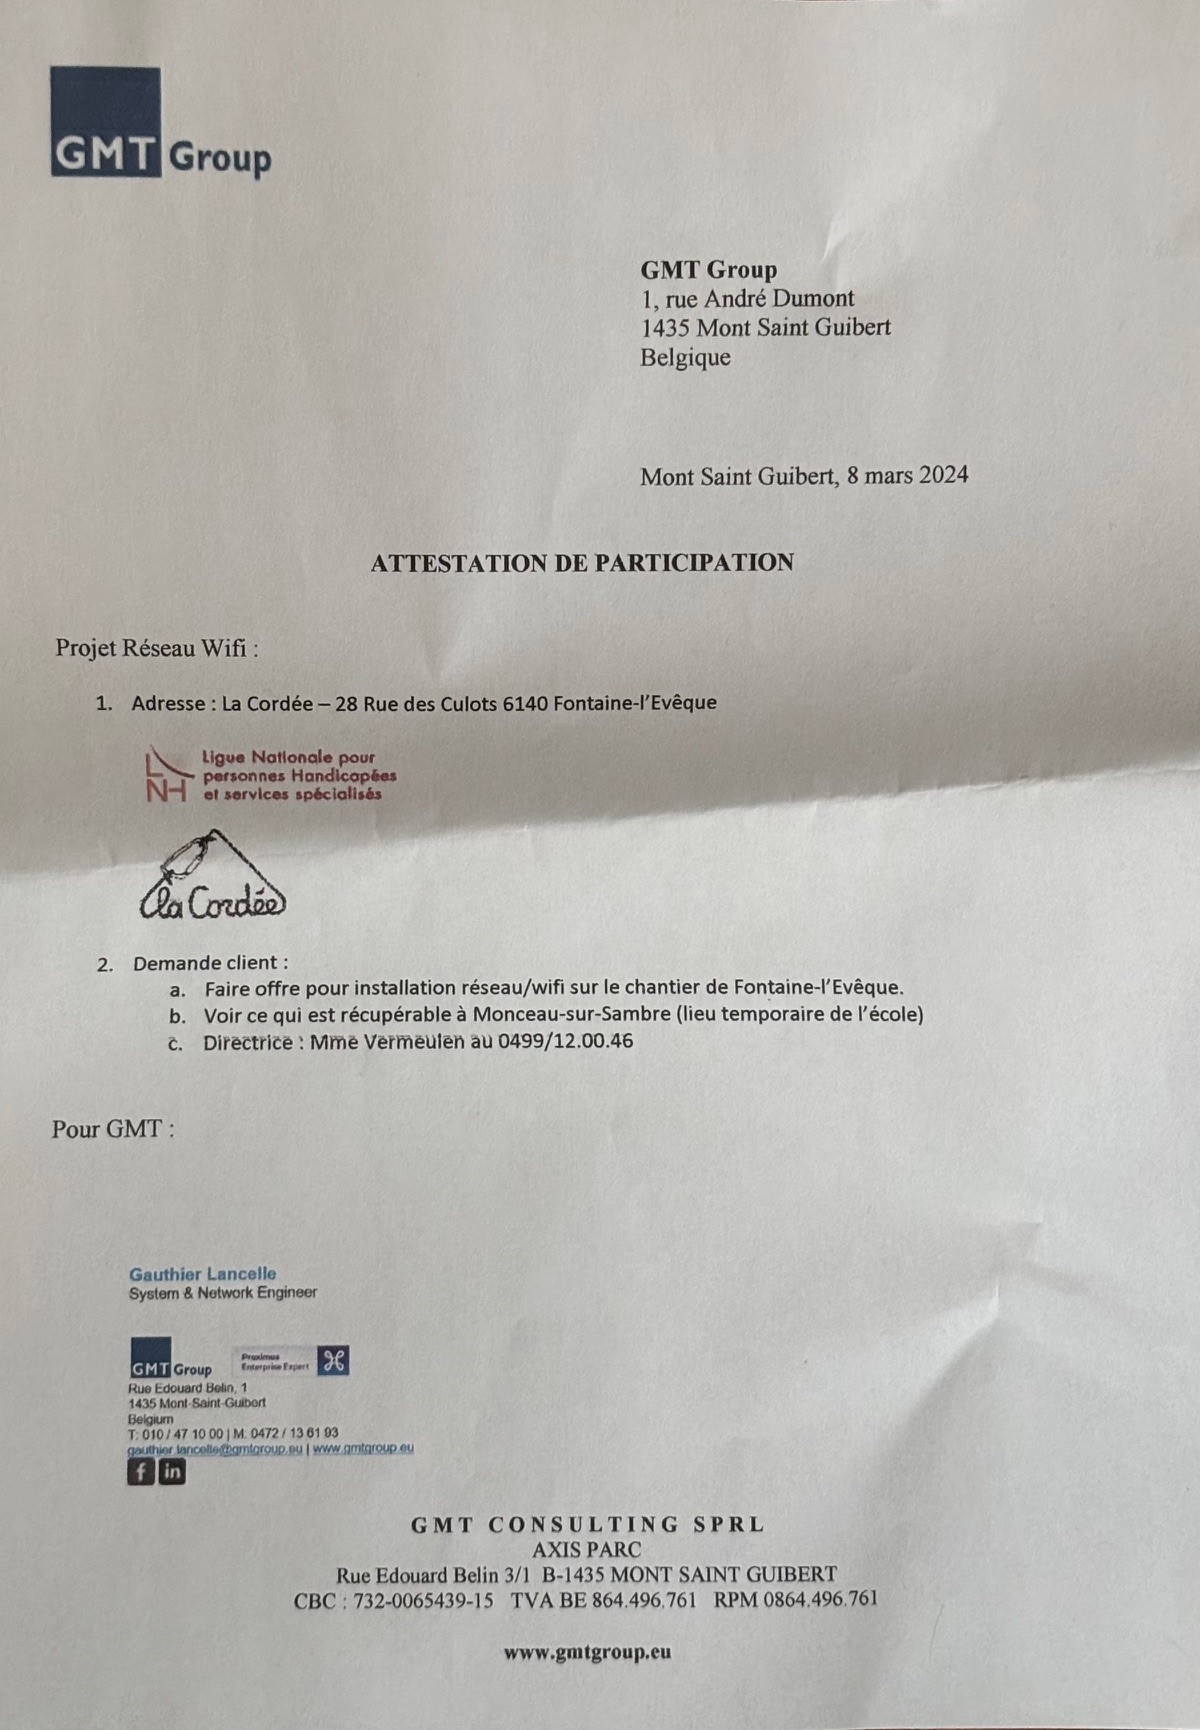 GMT Group
GMT Group
1, rue André Dumont
1435 Mont Saint Guibert
Belgique
Mont Saint Guibert, 8 mars 2024
ATTESTATION DE PARTICIPATION
Projet Réseau Wifi :
1. Adresse : La Cordée – 28 Rue des Culots 6140 Fontaine-l'Evêque
LNH
Ligue Nationale pour
personnes Handicapées
et services spécialisés
La Cordée
2. Demande client :
a. Faire offre pour installation réseau/wifi sur le chantier de Fontaine-l'Evêque.
b. Voir ce qui est récupérable à Monceau-sur-Sambre (lieu temporaire de l'école)
c. Directrice : Mme Vermeulen au 0499/12.00.46
Pour GMT :
Gauthier Lancelle
System & Network Engineer
GMT Group
Proximus
Enterprise Expert
Rue Edouard Belin, 1
1435 Mont-Saint-Guibert
Belgium
T: 010 / 47 10 00 | M: 0472 / 13 61 93
gauthier.lancelle@gmtgroup.eu | www.gmtgroup.eu
f in
GMT CONSULTING SPRL
AXIS PARC
Rue Edouard Belin 3/1 B-1435 MONT SAINT GUIBERT
CBC : 732-0065439-15 TVA BE 864.496.761 RPM 0864.496.761
www.gmtgroup.eu